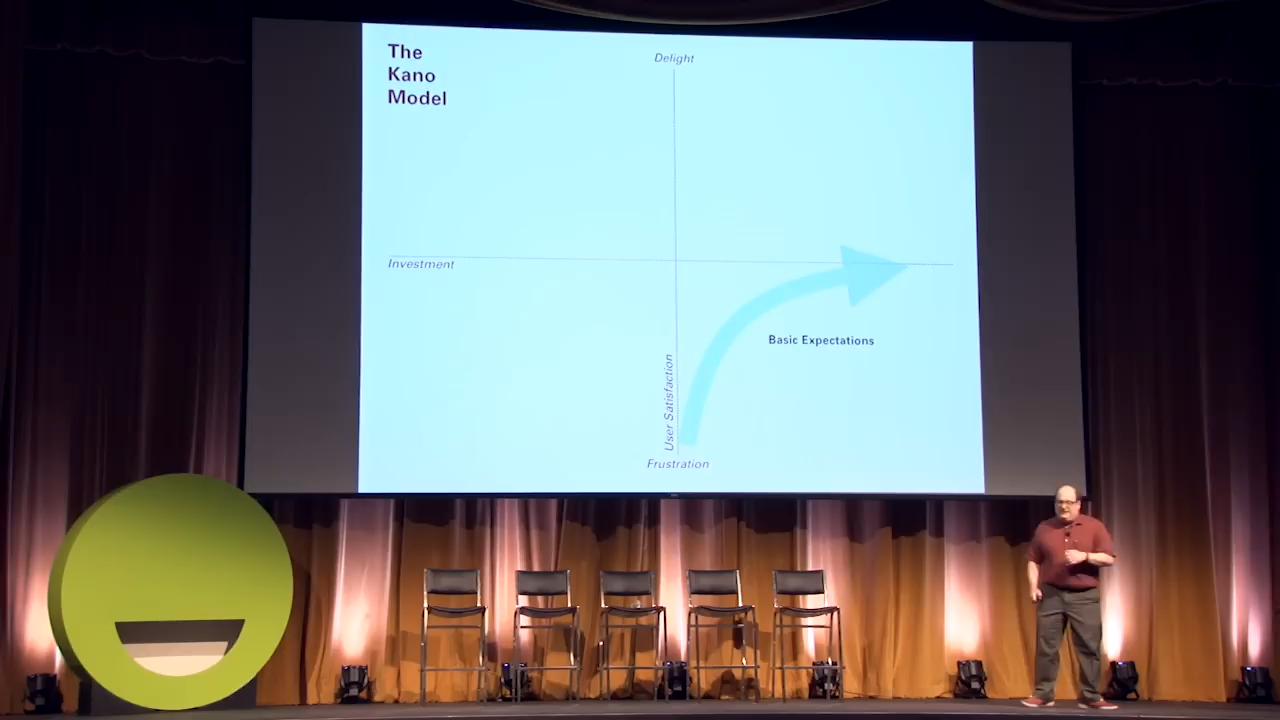 The
Kano
Model
Delight
Investment
Basic Expectations
User Satisfaction
Frustration